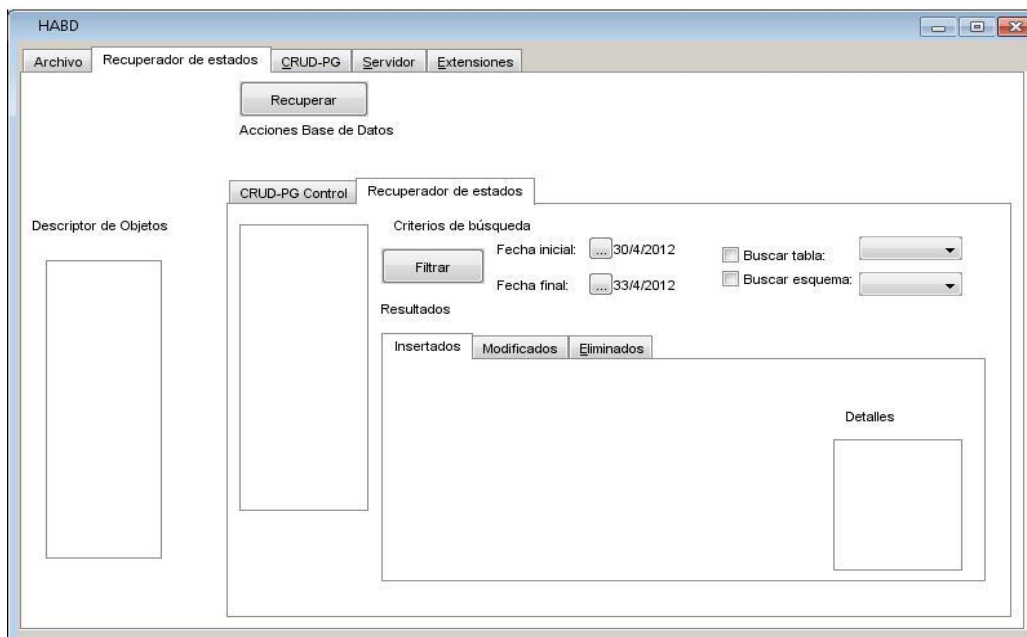 HABD
Archivo Recuperador de estados CRUD-PG Servidor Extensiones
Recuperar
Acciones Base de Datos
CRUD-PG Control Recuperador de estados
Descriptor de Objetos
Criterios de búsqueda
Filtrar
Fecha inicial: ... 30/4/2012
Fecha final: ... 33/4/2012
Buscar tabla:
Buscar esquema:
Resultados
Insertados Modificados Eliminados
Detalles